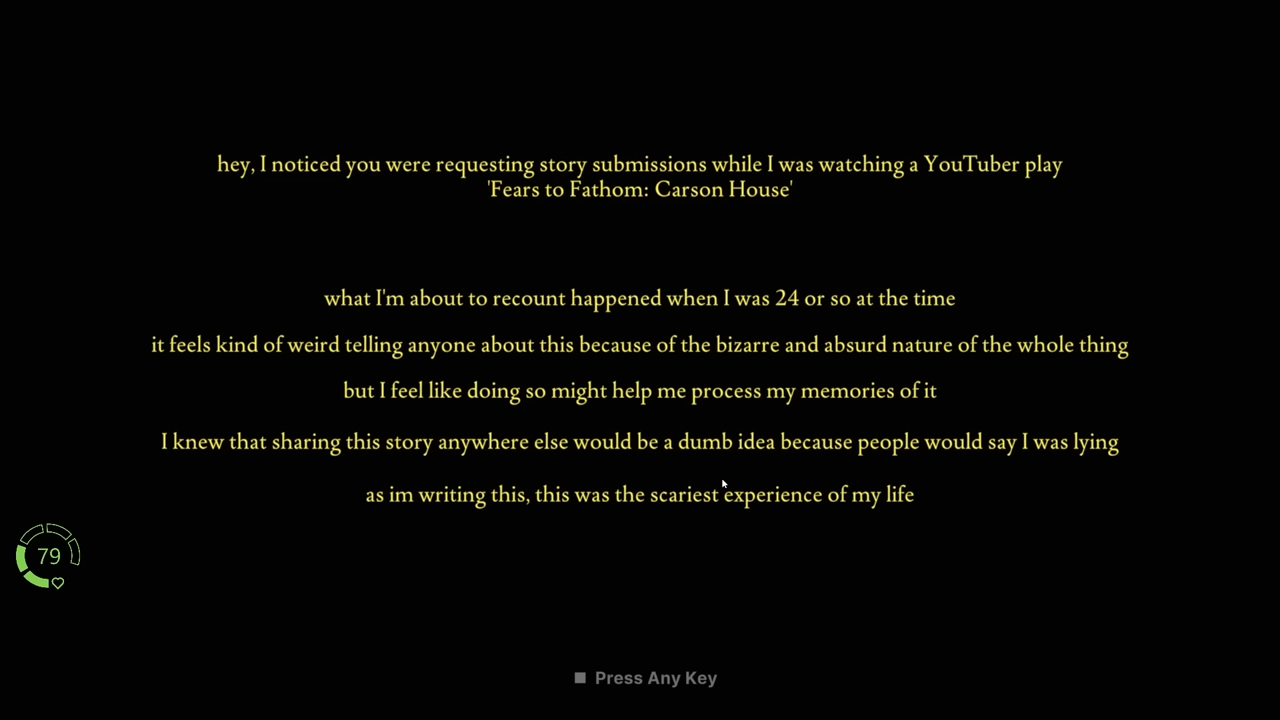 hey, I noticed you were requesting story submissions while I was watching a YouTuber play
'Fears to Fathom: Carson House'
what I'm about to recount happened when I was 24 or so at the time
it feels kind of weird telling anyone about this because of the bizarre and absurd nature of the whole thing
but I feel like doing so might help me process my memories of it
I knew that sharing this story anywhere else would be a dumb idea because people would say I was lying
as im writing this, this was the scariest experience of my life
79
Press Any Key